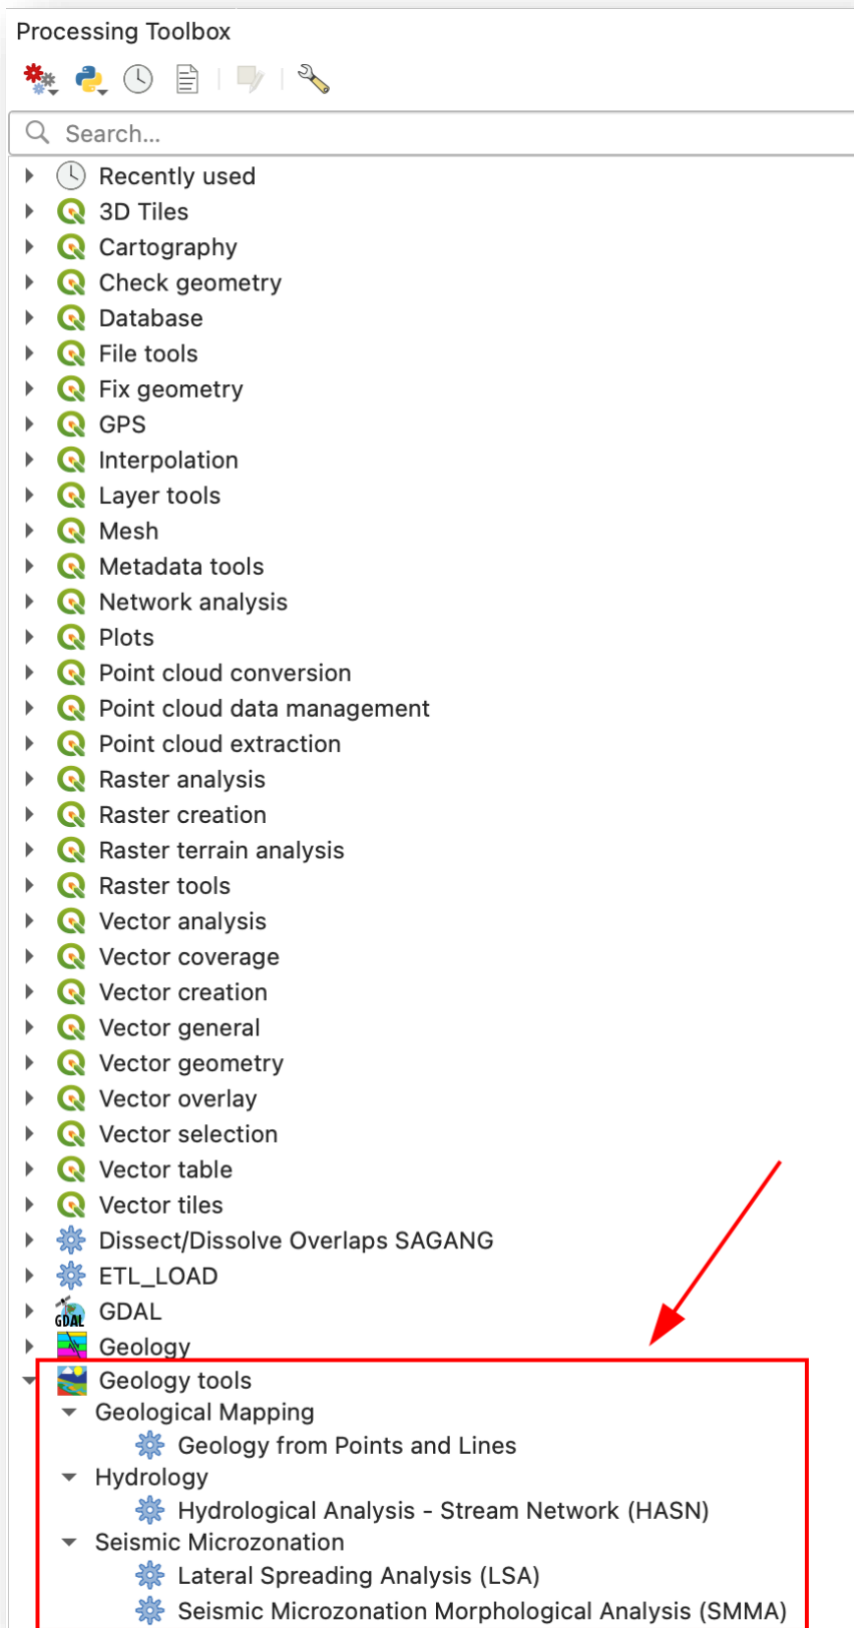 Processing Toolbox
Search...
Recently used
3D Tiles
Cartography
Check geometry
Database
File tools
Fix geometry
GPS
Interpolation
Layer tools
Mesh
Metadata tools
Network analysis
Plots
Point cloud conversion
Point cloud data management
Point cloud extraction
Raster analysis
Raster creation
Raster terrain analysis
Raster tools
Vector analysis
Vector coverage
Vector creation
Vector general
Vector geometry
Vector overlay
Vector selection
Vector table
Vector tiles
Dissect/Dissolve Overlaps SAGANG
ETL_LOAD
GDAL GDAL
Geology
Geology tools
Geological Mapping
Geology from Points and Lines
Hydrology
Hydrological Analysis - Stream Network (HASN)
Seismic Microzonation
Lateral Spreading Analysis (LSA)
Seismic Microzonation Morphological Analysis (SMMA)